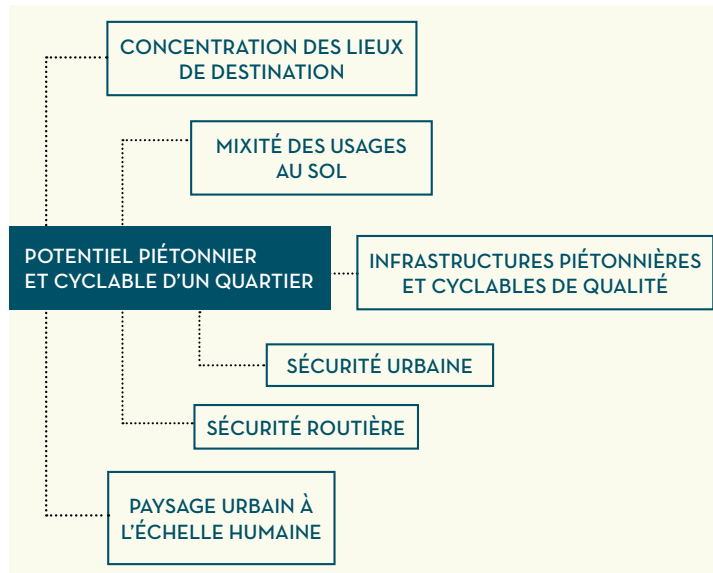 CONCENTRATION DES LIEUX
DE DESTINATION
MIXITÉ DES USAGES
AU SOL
POTENTIEL PIÉTONNIER
ET CYCLABLE D'UN QUARTIER
INFRASTRUCTURES PIÉTONNIÈRES
ET CYCLABLES DE QUALITÉ
SÉCURITÉ URBAINE
SÉCURITÉ ROUTIÈRE
PAYSAGE URBAIN À
L'ÉCHELLE HUMAINE